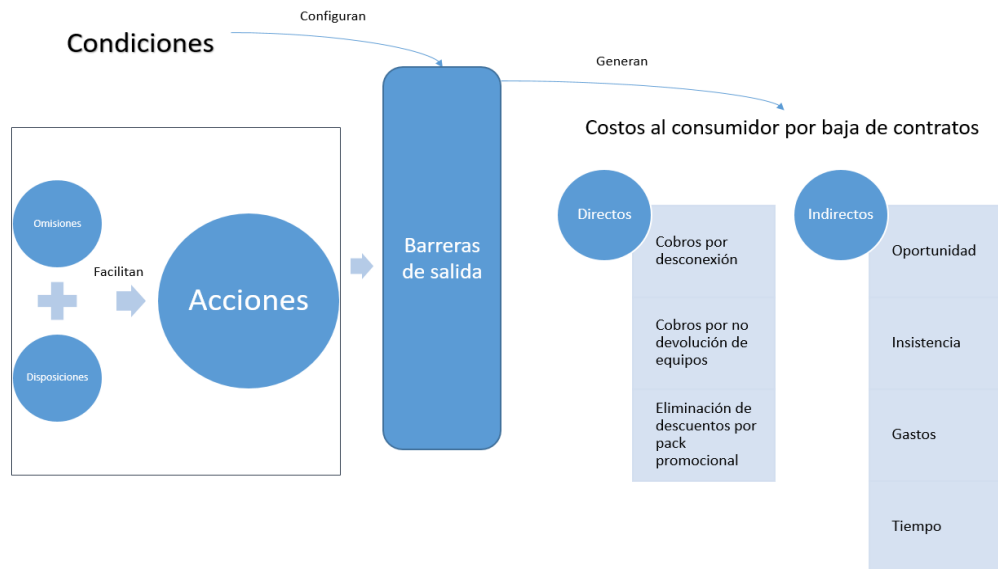 Configuran
Condiciones
Generan
Costos al consumidor por baja de contratos
Omisiones
Facilitan
Disposiciones
Acciones
Barreras
de salida
Directos
Cobros por
desconexión
Cobros por no
devolución de
equipos
Eliminación de
descuentos por
pack
promocional
Indirectos
Oportunidad
Insistencia
Gastos
Tiempo